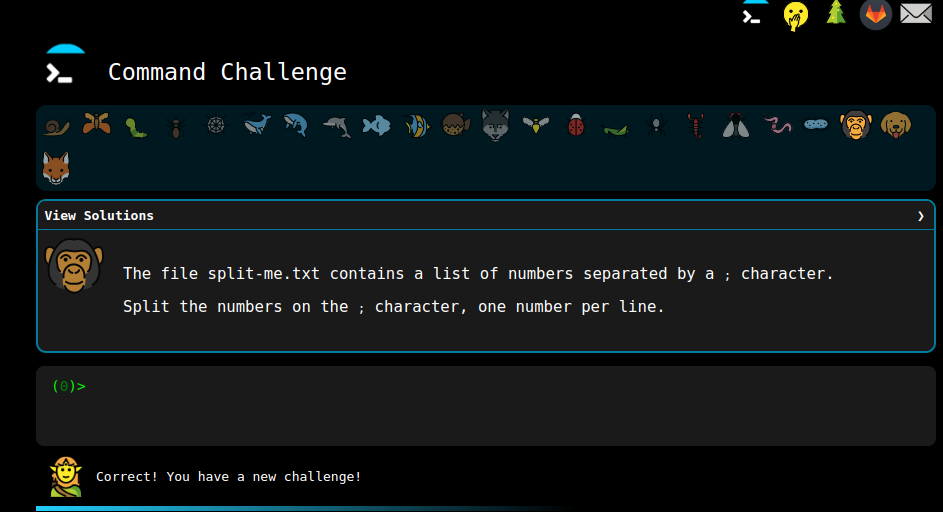 Command Challenge
View Solutions ❯
The file split-me.txt contains a list of numbers separated by a ; character.
Split the numbers on the ; character, one number per line.
(0)>
Correct! You have a new challenge!